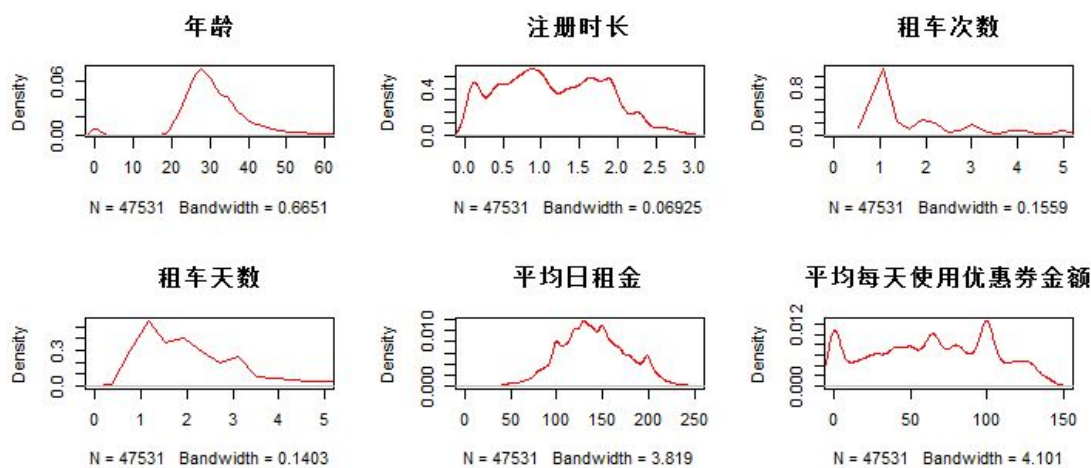 年龄
注册时长
租车次数
Density
0.00 0.06
0 10 20 30 40 50 60
N = 47531 Bandwidth = 0.6651
Density
0.0 0.4
0.0 0.5 1.0 1.5 2.0 2.5 3.0
N = 47531 Bandwidth = 0.06925
Density
0.0 0.8
0 1 2 3 4 5
N = 47531 Bandwidth = 0.1559
租车天数
平均日租金
平均每天使用优惠券金额
Density
0.0 0.3
0 1 2 3 4 5
N = 47531 Bandwidth = 0.1403
Density
0.000 0.010
0 50 100 150 200 250
N = 47531 Bandwidth = 3.819
Density
0.000 0.012
0 50 100 150
N = 47531 Bandwidth = 4.101